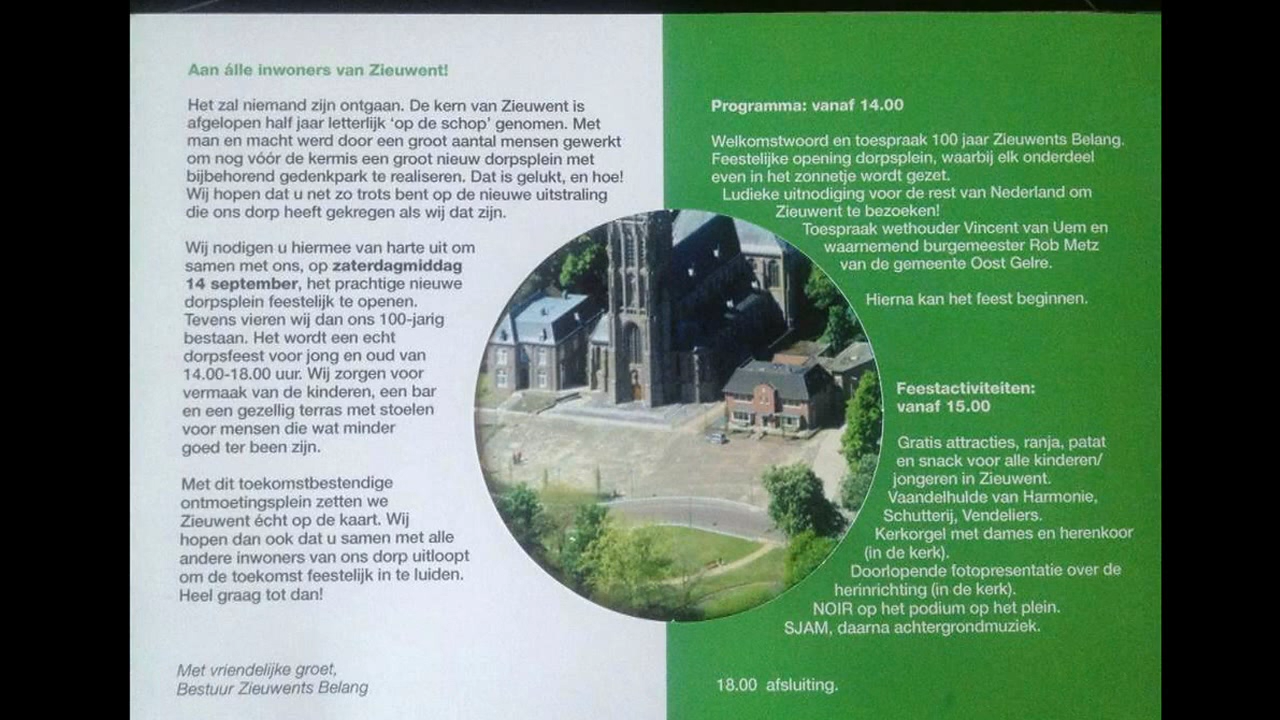 Aan álle inwoners van Zieuwent!
Het zal niemand zijn ontgaan. De kern van Zieuwent is
afgelopen half jaar letterlijk ‘op de schop’ genomen. Met
man en macht werd door een groot aantal mensen gewerkt
om nog vóór de kermis een groot nieuw dorpsplein met
bijbehorend gedenkpark te realiseren. Dat is gelukt, en hoe!
Wij hopen dat u net zo trots bent op de nieuwe uitstraling
die ons dorp heeft gekregen als wij dat zijn.
Wij nodigen u hiermee van harte uit om
samen met ons, op zaterdagmiddag
14 september, het prachtige nieuwe
dorpsplein feestelijk te openen.
Tevens vieren wij dan ons 100-jarig
bestaan. Het wordt een echt
dorpsfeest voor jong en oud van
14.00-18.00 uur. Wij zorgen voor
vermaak van de kinderen, een bar
en een gezellig terras met stoelen
voor mensen die wat minder
goed ter been zijn.
Met dit toekomstbestendige
ontmoetingsplein zetten we
Zieuwent écht op de kaart. Wij
hopen dan ook dat u samen met alle
andere inwoners van ons dorp uitloopt
om de toekomst feestelijk in te luiden.
Heel graag tot dan!
Met vriendelijke groet,
Bestuur Zieuwents Belang
Programma: vanaf 14.00
Welkomstwoord en toespraak 100 jaar Zieuwents Belang.
Feestelijke opening dorpsplein, waarbij elk onderdeel
even in het zonnetje wordt gezet.
Ludieke uitnodiging voor de rest van Nederland om
Zieuwent te bezoeken!
Toespraak wethouder Vincent van Uem en
waarnemend burgemeester Rob Metz
van de gemeente Oost Gelre.
Hierna kan het feest beginnen.
Feestactiviteiten:
vanaf 15.00
Gratis attracties, ranja, patat
en snack voor alle kinderen/
jongeren in Zieuwent.
Vaandelhulde van Harmonie,
Schutterij, Vendeliers.
Kerkorgel met dames en herenkoor
(in de kerk).
Doorlopende fotopresentatie over de
herinrichting (in de kerk).
NOIR op het podium op het plein.
SJAM, daarna achtergrondmuziek.
18.00 afsluiting.